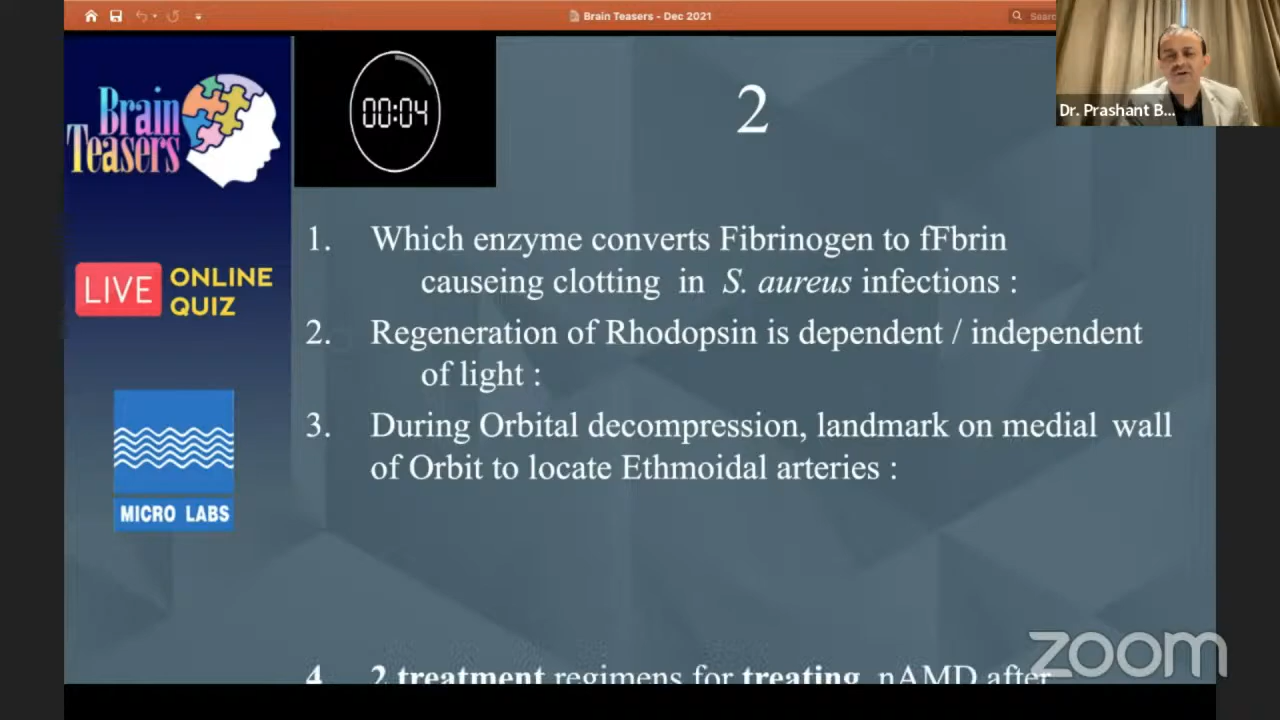 Brain Teasers - Dec 2021
Sear
Brain
Teasers
00:04
2
Dr. Prashant B...
LIVE ONLINE QUIZ
MICRO LABS
1. Which enzyme converts Fibrinogen to fFbrin
causeing clotting in S. aureus infections :
2. Regeneration of Rhodopsin is dependent / independent
of light :
3. During Orbital decompression, landmark on medial wall
of Orbit to locate Ethmoidal arteries :
4 2 treatment regimens for treating nAMD after
zoom